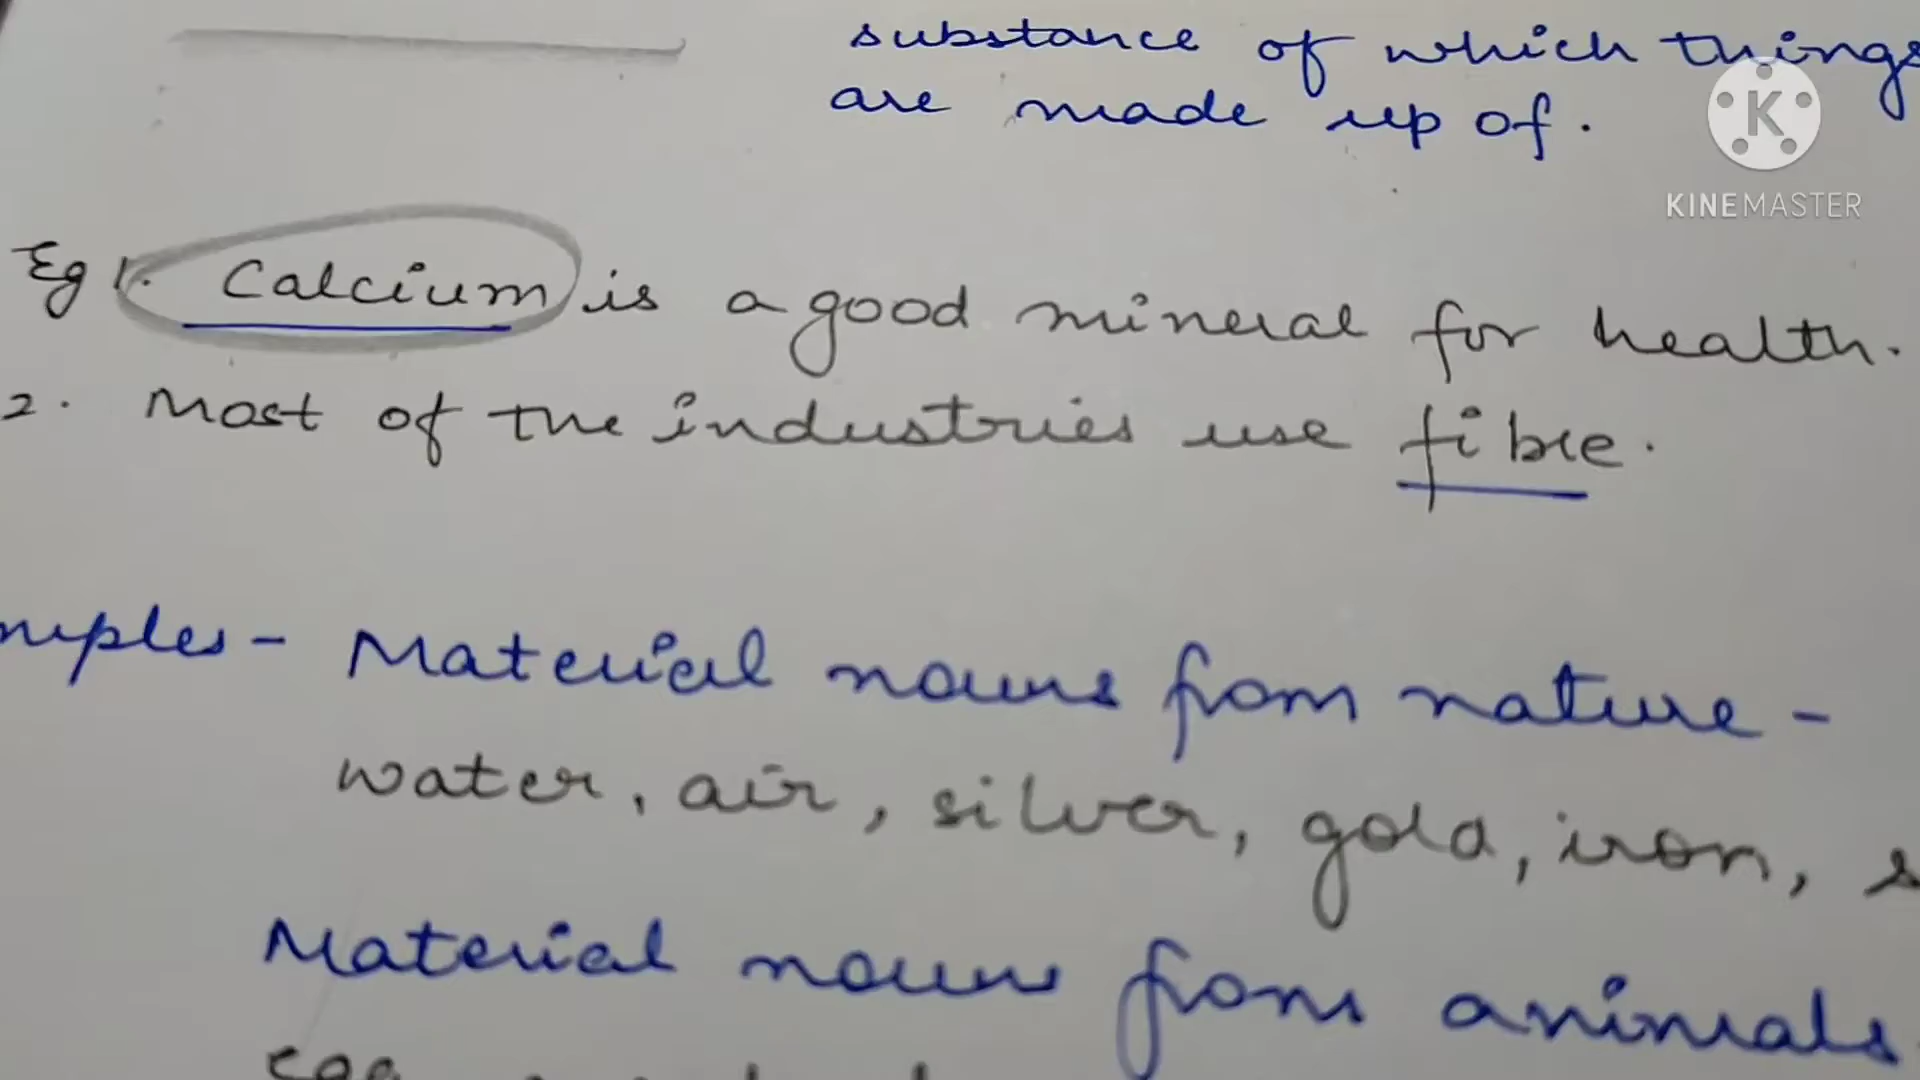 substance of which things
are made up of.
KINEMASTER
Eg 1. Calcium is a good mineral for health.
2. Most of the industries use fibre.
mples - Material nouns from nature -
water, air, silver, gold, iron, s
Material nouns from animals
egg